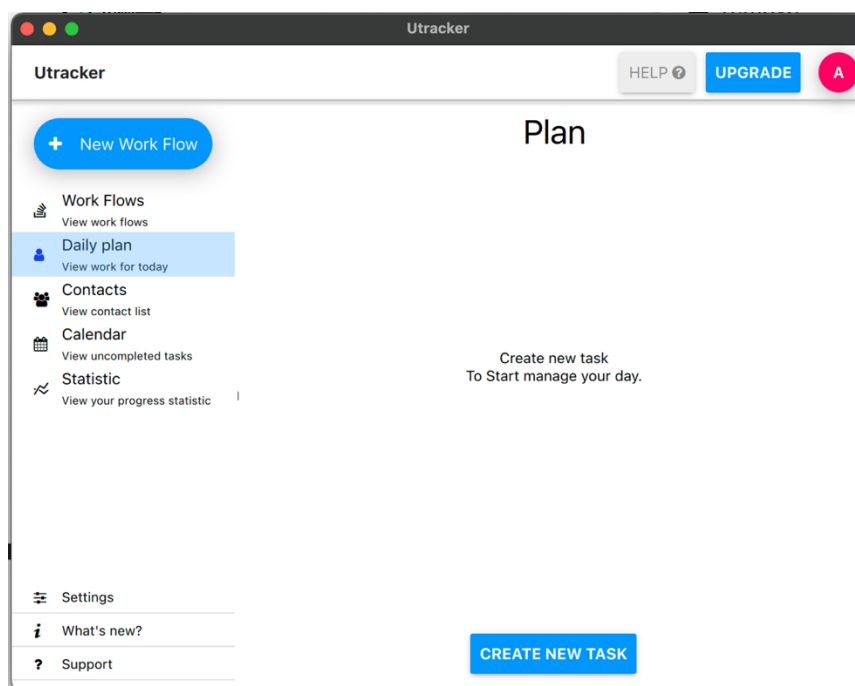 Utracker
Utracker
HELP
UPGRADE
A
New Work Flow
Plan
Work Flows
View work flows
Daily plan
View work for today
Contacts
View contact list
Calendar
View uncompleted tasks
Statistic
View your progress statistic
Create new task
To Start manage your day.
Settings
What's new?
Support
CREATE NEW TASK